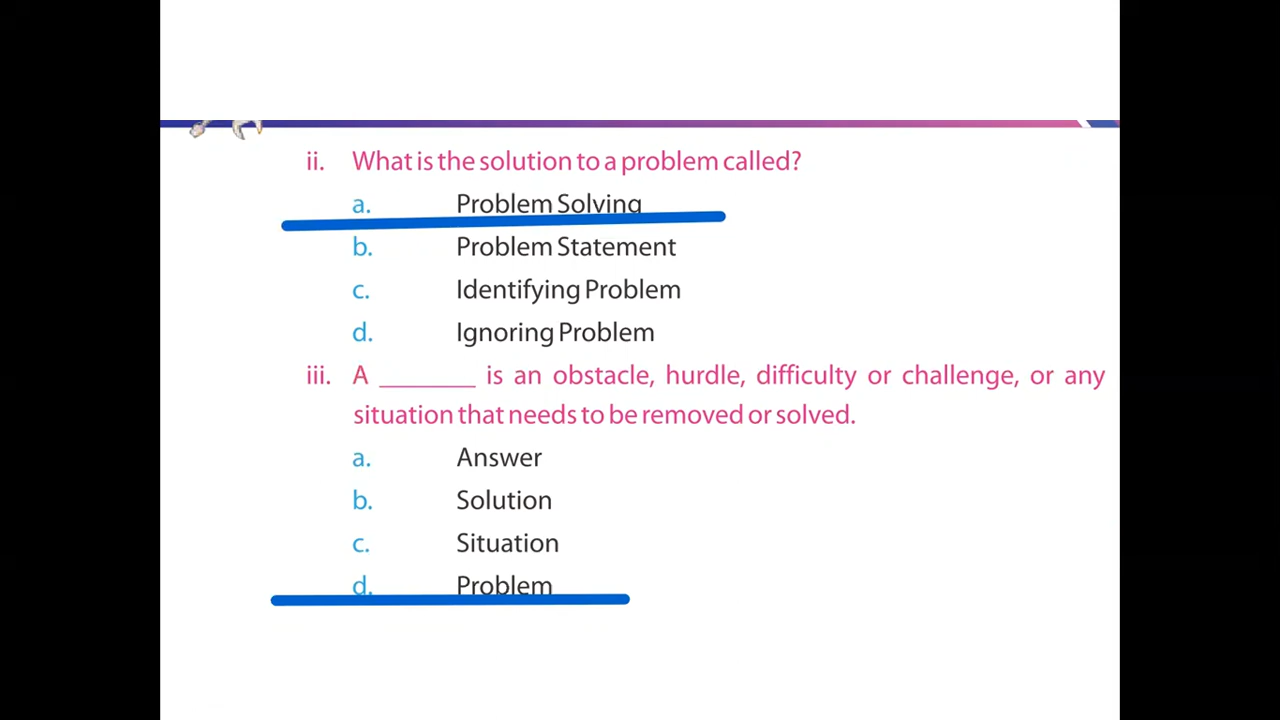 ii. What is the solution to a problem called?
a. Problem Solving
b. Problem Statement
c. Identifying Problem
d. Ignoring Problem
iii. A ________ is an obstacle, hurdle, difficulty or challenge, or any
situation that needs to be removed or solved.
a. Answer
b. Solution
c. Situation
d. Problem